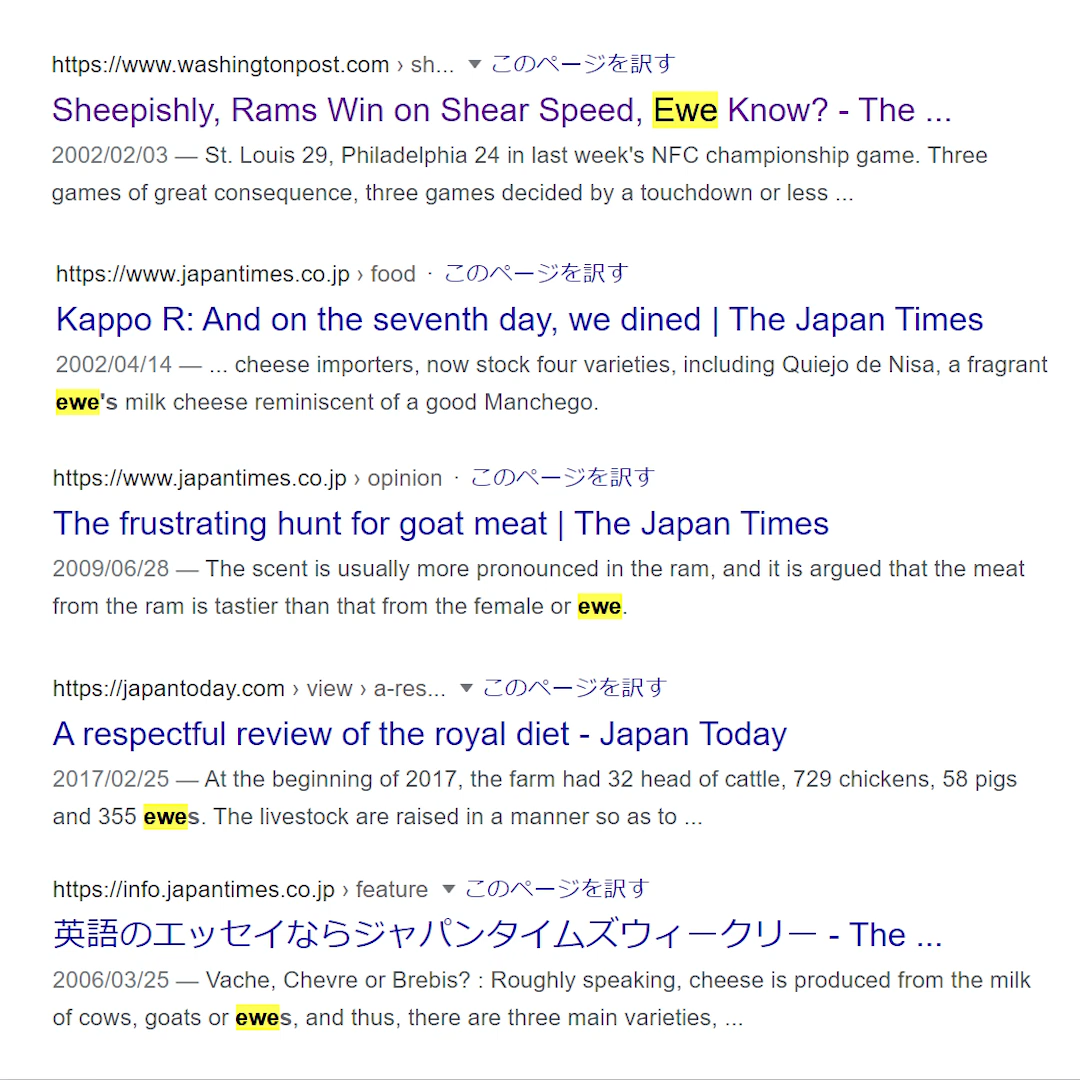 https://www.washingtonpost.com › sh... ▼ このページを訳す
Sheepishly, Rams Win on Shear Speed, Ewe Know? - The ...
2002/02/03 — St. Louis 29, Philadelphia 24 in last week's NFC championship game. Three
games of great consequence, three games decided by a touchdown or less ...
https://www.japantimes.co.jp › food · このページを訳す
Kappo R: And on the seventh day, we dined | The Japan Times
2002/04/14 — ... cheese importers, now stock four varieties, including Quiejo de Nisa, a fragrant
ewe's milk cheese reminiscent of a good Manchego.
https://www.japantimes.co.jp › opinion · このページを訳す
The frustrating hunt for goat meat | The Japan Times
2009/06/28 — The scent is usually more pronounced in the ram, and it is argued that the meat
from the ram is tastier than that from the female or ewe.
https://japantoday.com › view › a-res... ▼ このページを訳す
A respectful review of the royal diet - Japan Today
2017/02/25 — At the beginning of 2017, the farm had 32 head of cattle, 729 chickens, 58 pigs
and 355 ewes. The livestock are raised in a manner so as to ...
https://info.japantimes.co.jp › feature ▼ このページを訳す
英語のエッセイならジャパンタイムズウィークリー - The ...
2006/03/25 — Vache, Chevre or Brebis? : Roughly speaking, cheese is produced from the milk
of cows, goats or ewes, and thus, there are three main varieties, ...